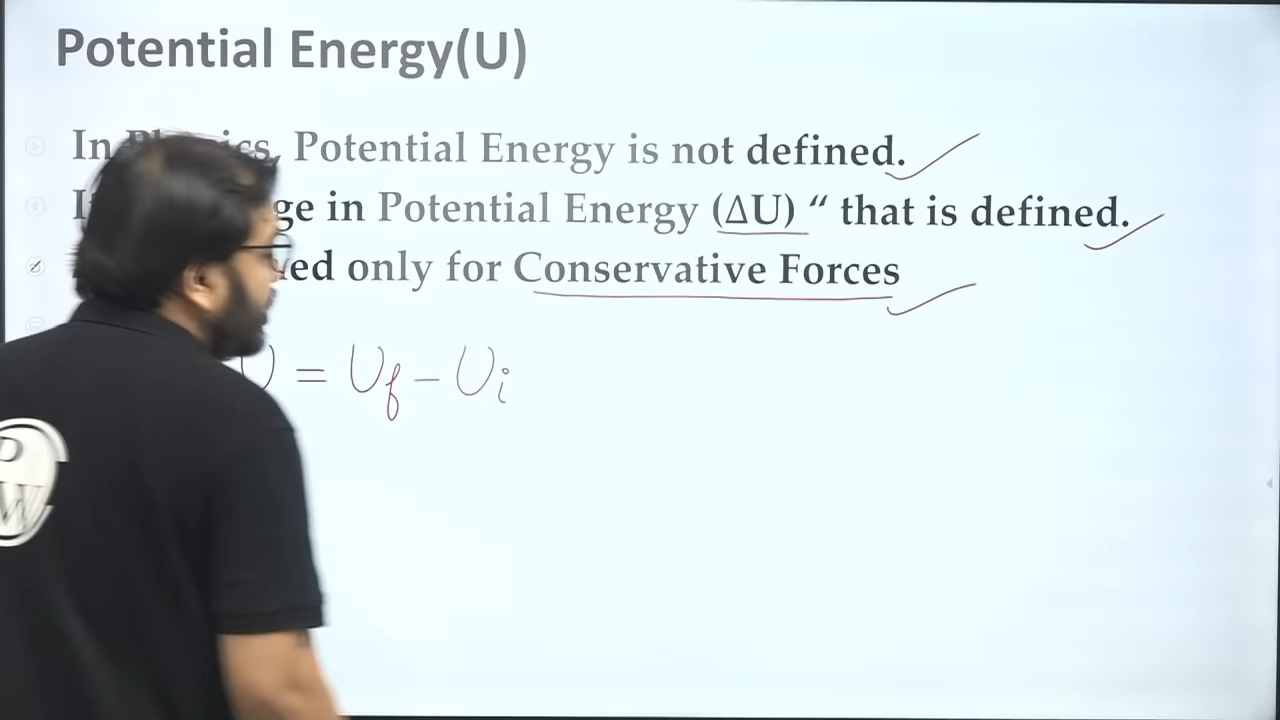 Potential Energy(U)
In Physics, Potential Energy is not defined.
ge in Potential Energy (ΔU) “ that is defined.
ed only for Conservative Forces
U = Uf – Ui
P
W